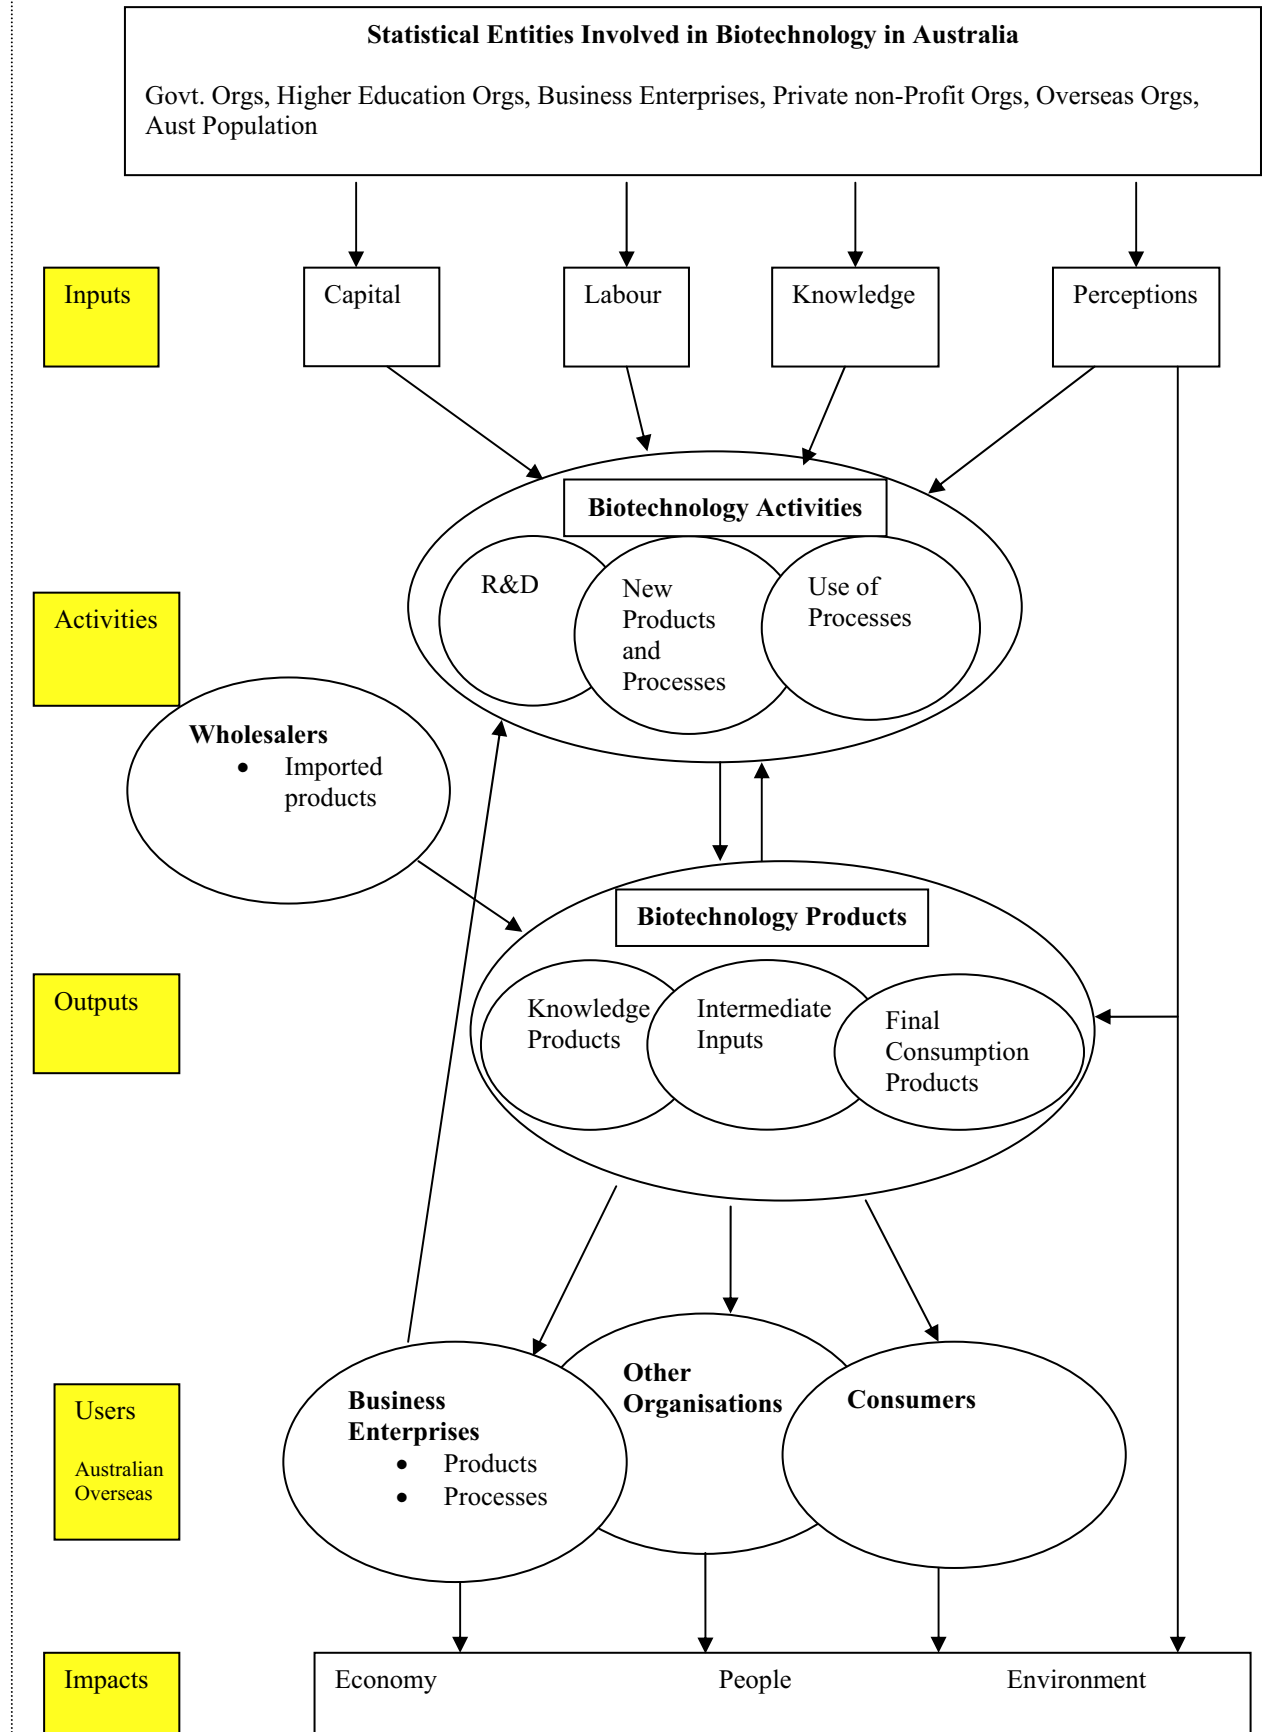 Statistical Entities Involved in Biotechnology in Australia
Govt. Orgs, Higher Education Orgs, Business Enterprises, Private non-Profit Orgs, Overseas Orgs,
Aust Population
Inputs
Capital
Labour
Knowledge
Perceptions
Biotechnology Activities
R&D
New
Products
and
Processes
Use of
Processes
Activities
Wholesalers
• Imported
products
Biotechnology Products
Outputs
Knowledge
Products
Intermediate
Inputs
Final
Consumption
Products
Users
Australian
Overseas
Business
Enterprises
• Products
• Processes
Other
Organisations
Consumers
Impacts
Economy
People
Environment